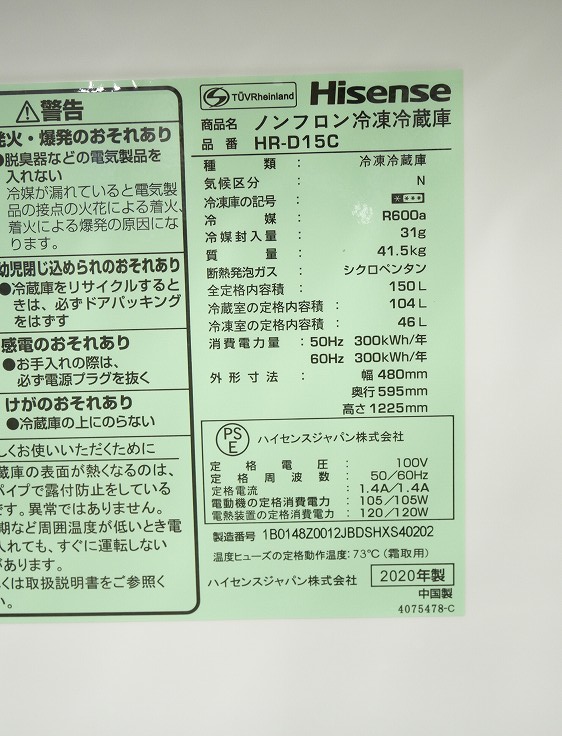 警告
発火・爆発のおそれあり
●脱臭器などの電気製品を
入れない
冷媒が漏れていると電気製
品の接点の火花による着火、
着火による爆発の原因にな
ります。
幼児閉じ込められのおそれあり
●冷蔵庫をリサイクルすると
きは、必ずドアパッキング
をはずす
感電のおそれあり
●お手入れの際は、
必ず電源プラグを抜く
けがのおそれあり
●冷蔵庫の上にのらない
しくお使いいただくために
蔵庫の表面が熱くなるのは、
パイプで露付防止をしている
です。異常ではありません。
期など周囲温度が低いとき電
入れても、すぐに運転しない
があります。
くは取扱説明書をご参照く
い。
TÜVRheinland
Hisense
商品名 ノンフロン冷凍冷蔵庫
品番 HR-D15C
種類 : 冷凍冷蔵庫
気候区分 : N
冷凍庫の記号 : ****
冷媒 : R600a
冷媒封入量 : 31g
質量 : 41.5kg
断熱発泡ガス : シクロペンタン
全定格内容積 : 150L
冷蔵室の定格内容積 : 104L
冷凍室の定格内容積 : 46L
消費電力量 : 50Hz 300kWh/年
60Hz 300kWh/年
外形寸法 : 幅 480mm
奥行 595mm
高さ 1225mm
PS
E
ハイセンスジャパン株式会社
定格電圧 : 100V
定格周波数 : 50/60Hz
定格電流 : 1.4A/1.4A
電動機の定格消費電力 : 105/105W
電熱装置の定格消費電力 : 120/120W
製造番号 1B0148Z0012JBDSHXS40202
温度ヒューズの定格動作温度:73℃(霜取用)
ハイセンスジャパン株式会社 2020年製
中国製
4075478-C